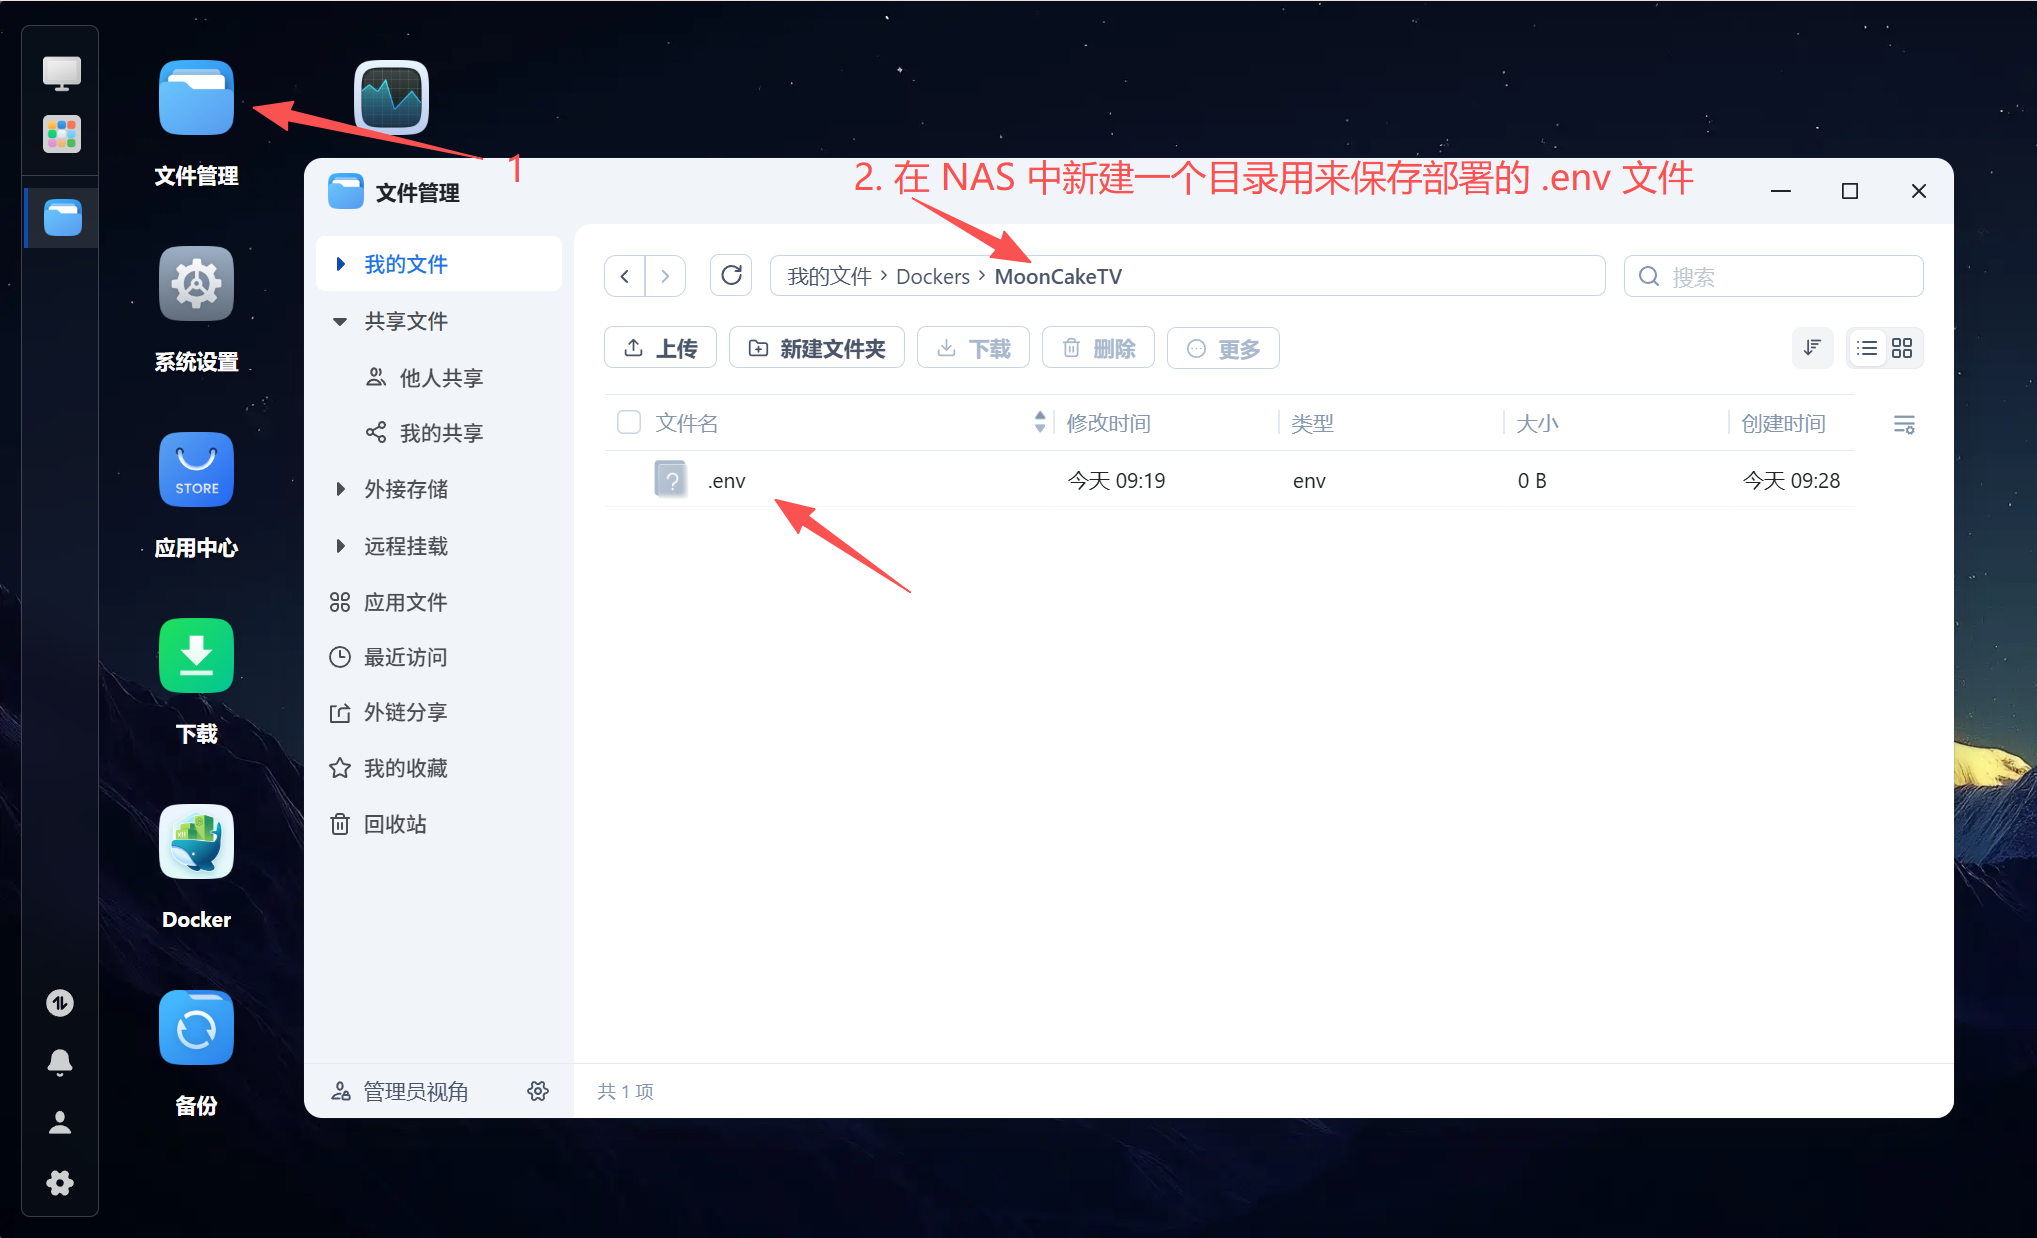 文件管理
系统设置
STORE
应用中心
下载
Docker
备份
1
2. 在 NAS 中新建一个目录用来保存部署的 .env 文件
文件管理
我的文件
共享文件
他人共享
我的共享
外接存储
远程挂载
应用文件
最近访问
外链分享
我的收藏
回收站
管理员视角
我的文件 › Dockers › MoonCakeTV
搜索
上传 新建文件夹 下载 删除 更多
文件名 修改时间 类型 大小 创建时间
.env 今天 09:19 env 0 B 今天 09:28
共 1 项